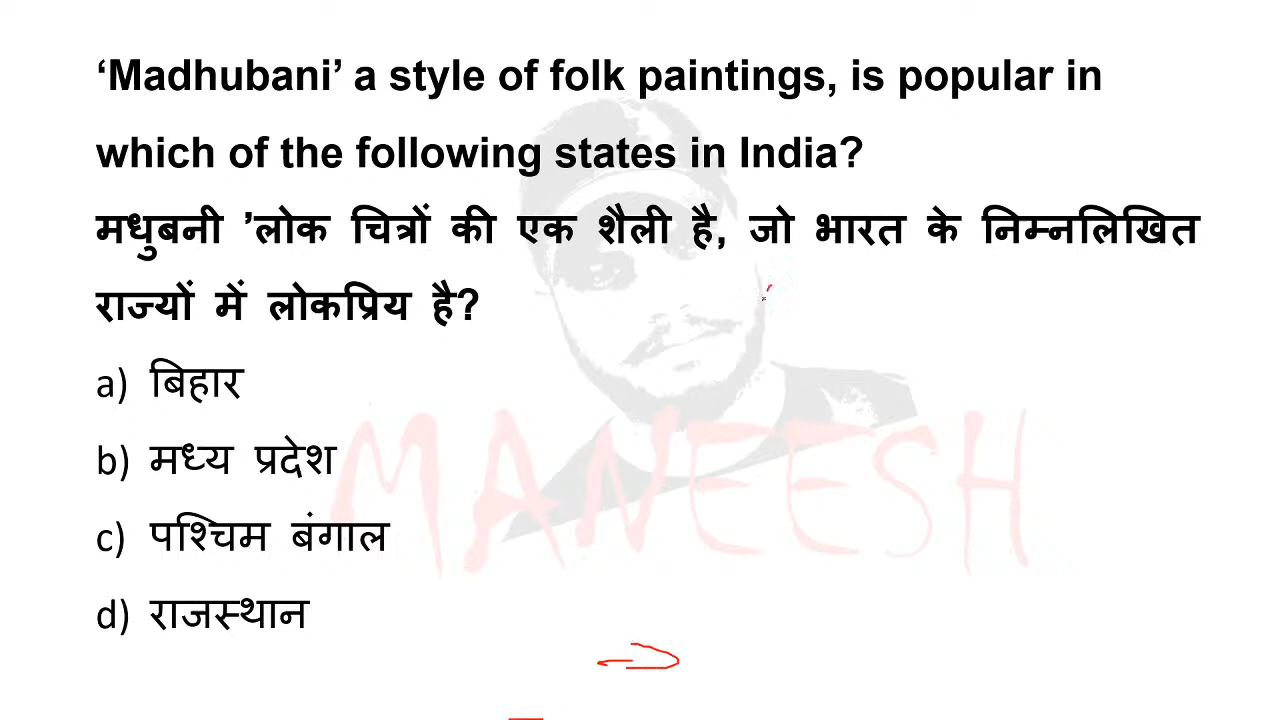 ‘Madhubani’ a style of folk paintings, is popular in
which of the following states in India?
मधुबनी ’लोक चित्रों की एक शैली है, जो भारत के निम्नलिखित
राज्यों में लोकप्रिय है?
a) बिहार
b) मध्य प्रदेश
c) पश्चिम बंगाल
d) राजस्थान
MANEESH